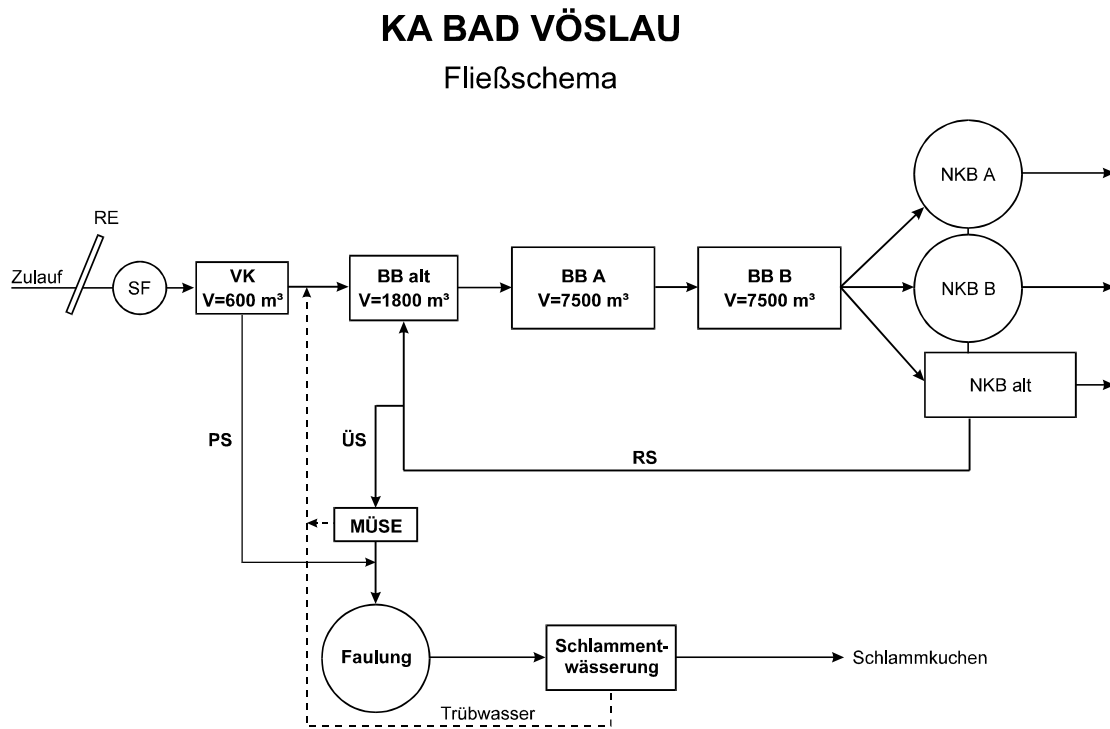 KA BAD VÖSLAU
Fließschema
RE
Zulauf
SF
VK
V=600 m³
BB alt
V=1800 m³
BB A
V=7500 m³
BB B
V=7500 m³
NKB A
NKB B
NKB alt
PS
ÜS
RS
MÜSE
Faulung
Schlamment-
wässerung
Schlammkuchen
Trübwasser